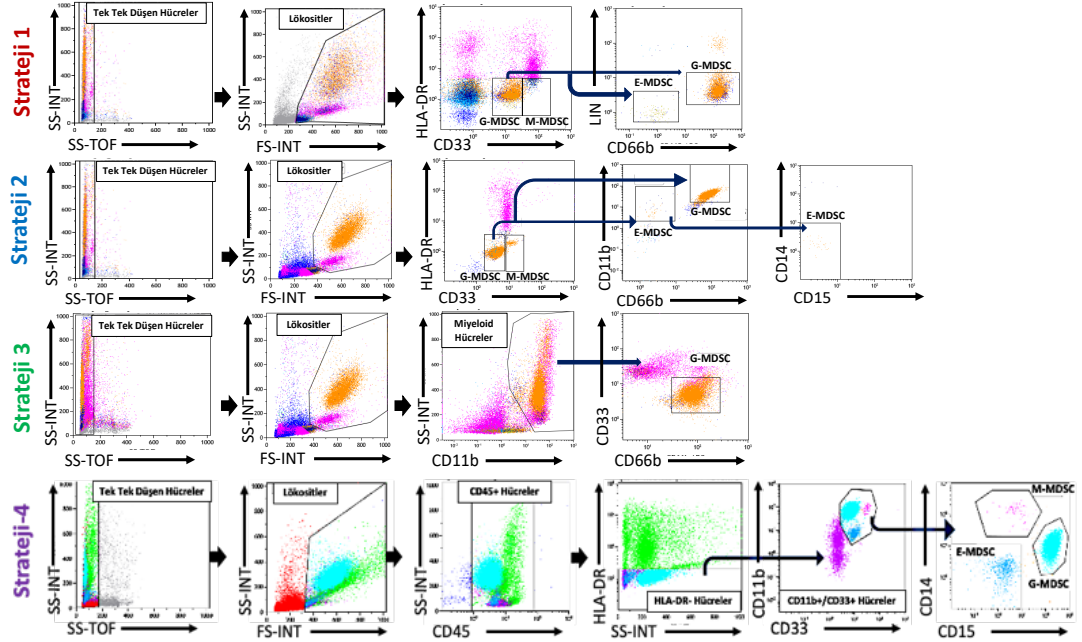 Strateji 1
SS-INT
Tek Tek Düşen Hücreler
SS-TOF
SS-INT
Lökositler
FS-INT
HLA-DR
G-MDSC
M-MDSC
CD33
LIN
E-MDSC
G-MDSC
CD66b
Strateji 2
SS-INT
Tek Tek Düşen Hücreler
SS-TOF
SS-INT
Lökositler
FS-INT
HLA-DR
G-MDSC
M-MDSC
CD33
CD11b
E-MDSC
G-MDSC
CD66b
CD14
E-MDSC
CD15
Strateji 3
SS-INT
Tek Tek Düşen Hücreler
SS-TOF
SS-INT
Lökositler
FS-INT
SS-INT
Miyeloid
Hücreler
CD11b
CD33
G-MDSC
CD66b
Strateji-4
SS-INT
Tek Tek Düşen Hücreler
SS-TOF
SS-INT
Lökositler
FS-INT
SS-INT
CD45+ Hücreler
CD45
HLA-DR
HLA-DR- Hücreler
SS-INT
CD11b
CD11b+/CD33+ Hücreler
CD33
CD14
M-MDSC
E-MDSC
G-MDSC
CD15